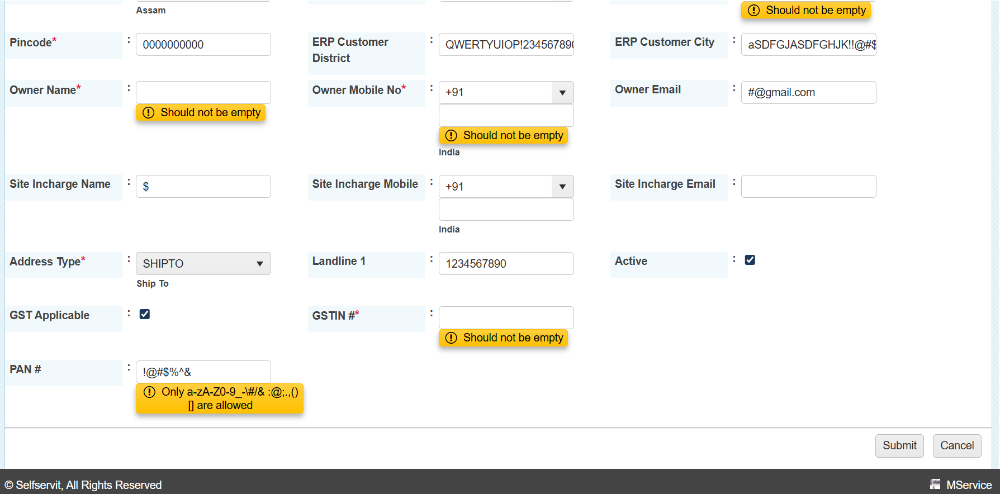 Assam
Should not be empty
Pincode* : 0000000000
ERP Customer District : QWERTYUIOP!234567890
ERP Customer City : aSDFGJASDFGHJK!!@#$
Owner Name* :
Should not be empty
Owner Mobile No* : +91
Should not be empty
India
Owner Email : #@gmail.com
Site Incharge Name : $
Site Incharge Mobile : +91
India
Site Incharge Email :
Address Type* : SHIPTO
Ship To
Landline 1 : 1234567890
Active :
GST Applicable :
GSTIN #* :
Should not be empty
PAN # : !@#$%^&
Only a-zA-Z0-9_-\#/& :@;.,()
[] are allowed
Submit Cancel
© Selfservit, All Rights Reserved
MService